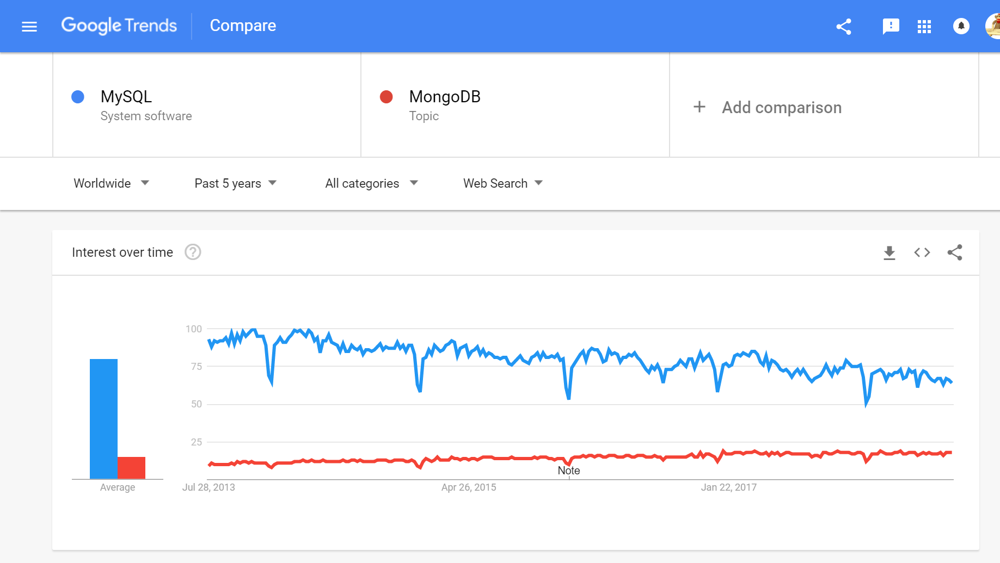 Google Trends Compare
MySQL
System software
MongoDB
Topic
+ Add comparison
Worldwide Past 5 years All categories Web Search
Interest over time ?
100
75
50
25
Note
Average
Jul 28, 2013 Apr 26, 2015 Jan 22, 2017